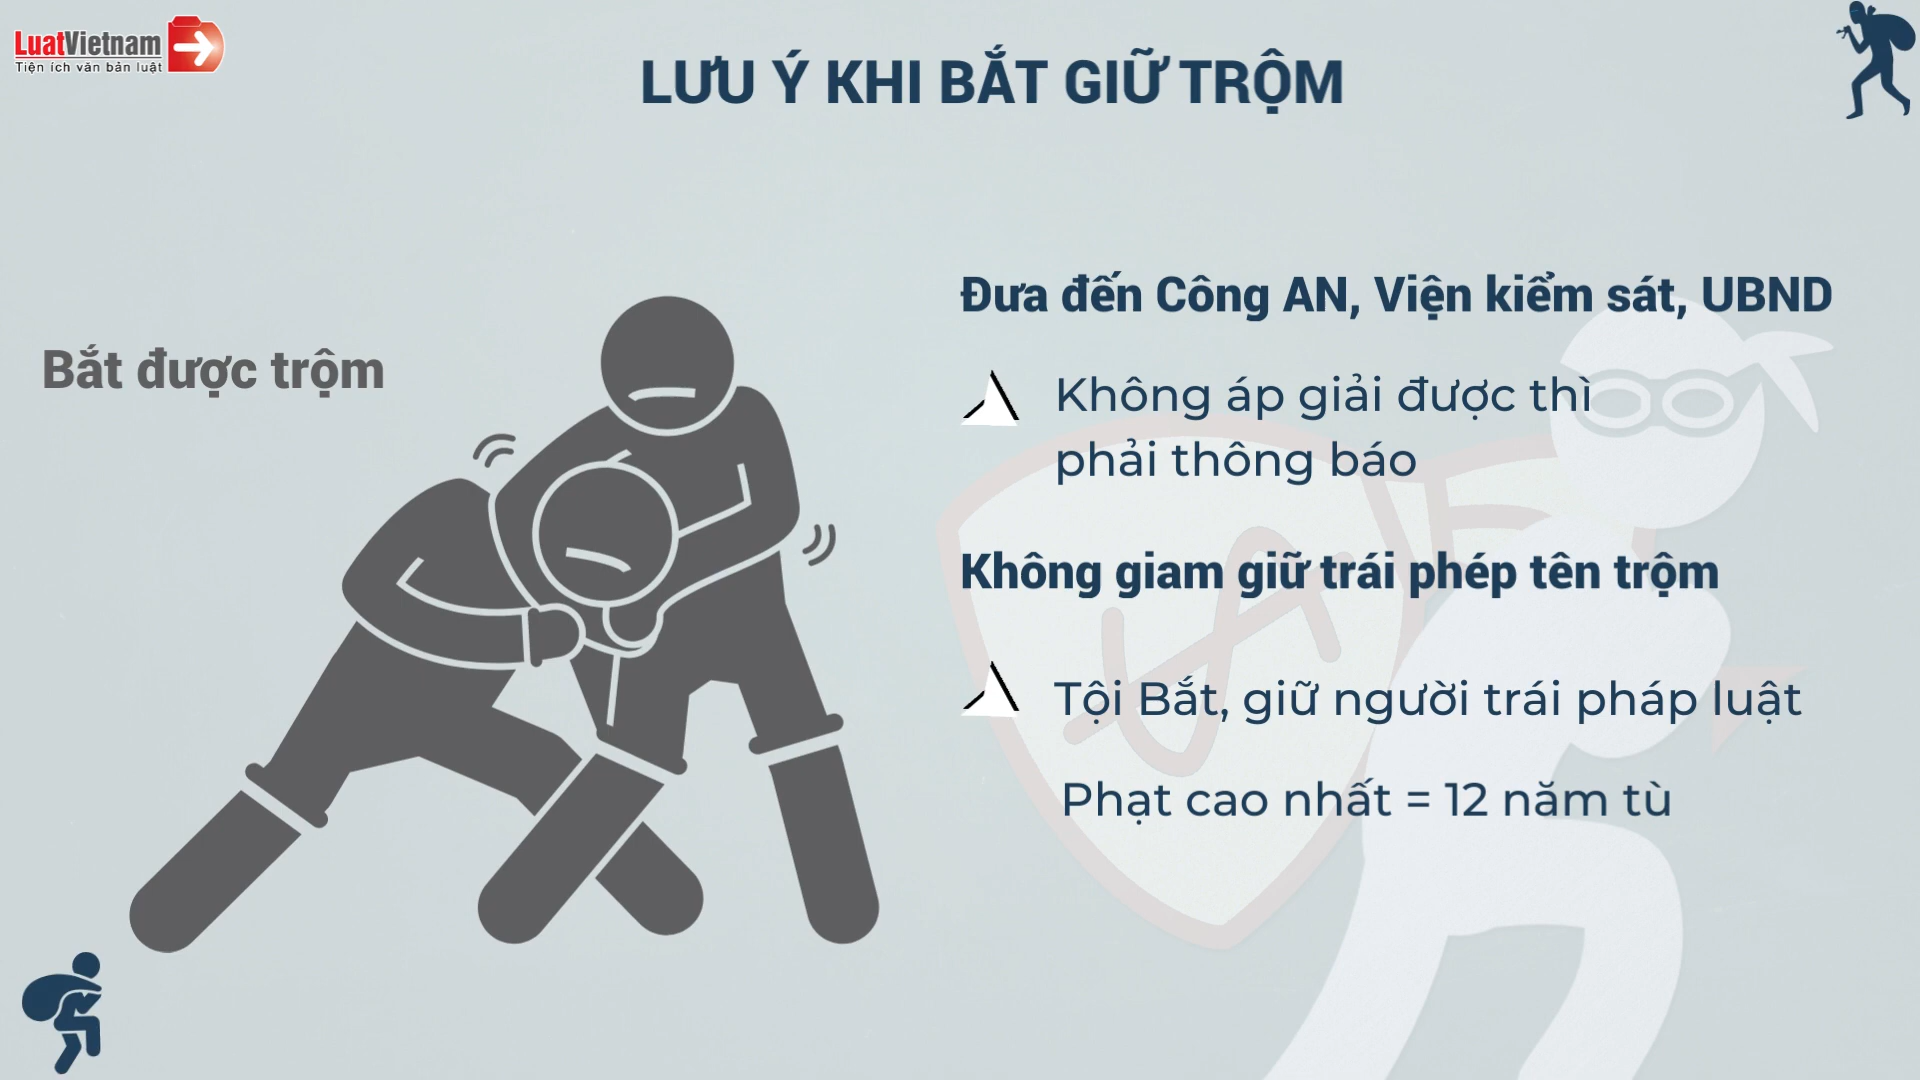 LuatVietnam
Tiện ích văn bản luật
LƯU Ý KHI BẮT GIỮ TRỘM
Bắt được trộm
Đưa đến Công AN, Viện kiểm sát, UBND
Không áp giải được thì
phải thông báo
Không giam giữ trái phép tên trộm
Tội Bắt, giữ người trái pháp luật
Phạt cao nhất = 12 năm tù